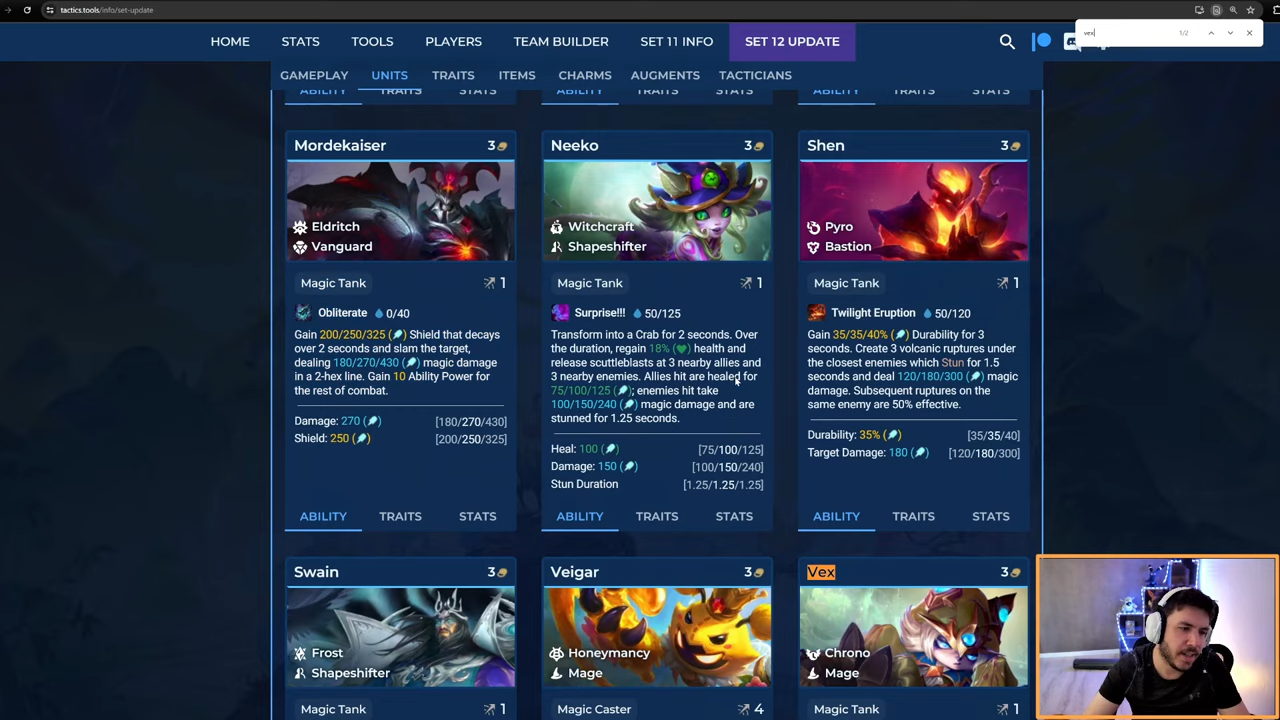 tactics.tools/info/set-update
vex
1/2
HOME STATS TOOLS PLAYERS TEAM BUILDER SET 11 INFO SET 12 UPDATE
GAMEPLAY UNITS TRAITS ITEMS CHARMS AUGMENTS TACTICIANS
ABILITY TRAITS STATS
ABILITY TRAITS STATS
ABILITY TRAITS STATS
Mordekaiser 3
Eldritch
Vanguard
Magic Tank 1
Obliterate 0/40
Gain 200/250/325 ( ) Shield that decays
over 2 seconds and slam the target,
dealing 180/270/430 ( ) magic damage
in a 2-hex line. Gain 10 Ability Power for
the rest of combat.
Damage: 270 ( ) [180/270/430]
Shield: 250 ( ) [200/250/325]
ABILITY TRAITS STATS
Neeko 3
Witchcraft
Shapeshifter
Magic Tank 1
Surprise!!! 50/125
Transform into a Crab for 2 seconds. Over
the duration, regain 18% ( ) health and
release scuttleblasts at 3 nearby allies and
3 nearby enemies. Allies hit are healed for
75/100/125 ( ); enemies hit take
100/150/240 ( ) magic damage and are
stunned for 1.25 seconds.
Heal: 100 ( ) [75/100/125]
Damage: 150 ( ) [100/150/240]
Stun Duration [1.25/1.25/1.25]
ABILITY TRAITS STATS
Shen 3
Pyro
Bastion
Magic Tank 1
Twilight Eruption 50/120
Gain 35/35/40% ( ) Durability for 3
seconds. Create 3 volcanic ruptures under
the closest enemies which Stun for 1.5
seconds and deal 120/180/300 ( ) magic
damage. Subsequent ruptures on
the same enemy are 50% effective.
Durability: 35% ( ) [35/35/40]
Target Damage: 180 ( ) [120/180/300]
ABILITY TRAITS STATS
Swain 3
Frost
Shapeshifter
Magic Tank 1
Veigar 3
Honeymancy
Mage
Magic Caster 4
Vex 3
Chrono
Mage
Magic Tank 1